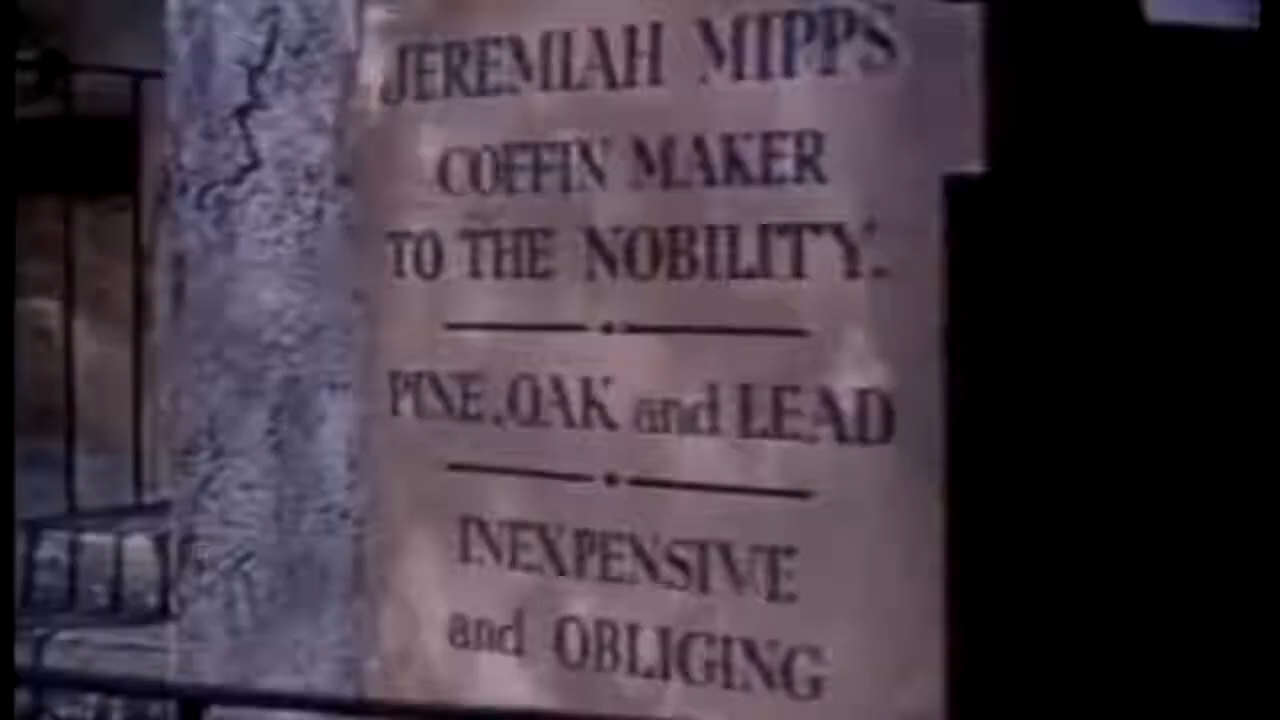 JEREMIAH MIPPS
COFFIN MAKER
TO THE NOBILITY.
PINE, OAK and LEAD
INEXPENSIVE
and OBLIGING